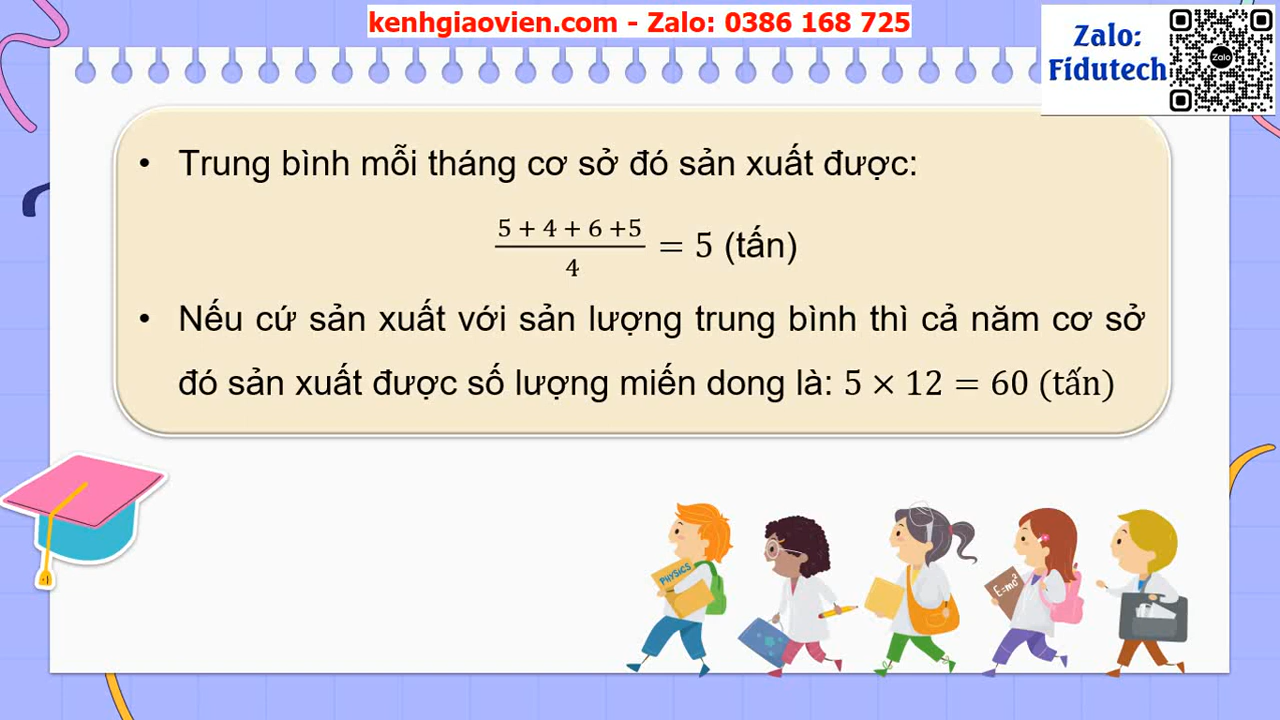 kenhgiaovien.com - Zalo: 0386 168 725
Zalo:
Fidutech
Zalo
• Trung bình mỗi tháng cơ sở đó sản xuất được:
5 + 4 + 6 +5
4
= 5 (tấn)
• Nếu cứ sản xuất với sản lượng trung bình thì cả năm cơ sở
đó sản xuất được số lượng miến dong là: 5 × 12 = 60 (tấn)
PHYSICS
E=mc²